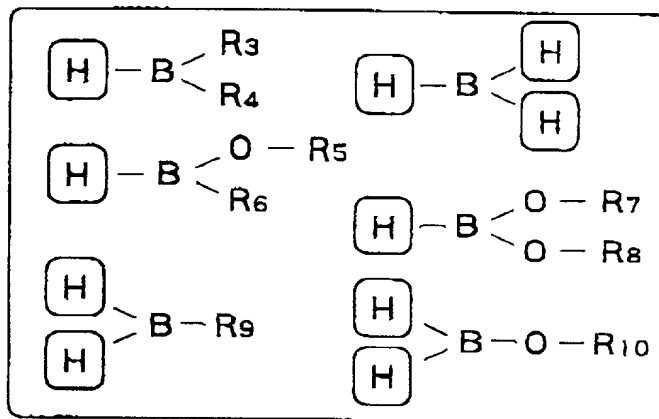 H — B R3 R4
H — B H H
H — B O — R5 R6
H — B O — R7 O — R8
H H B — R9
H H B — O — R10